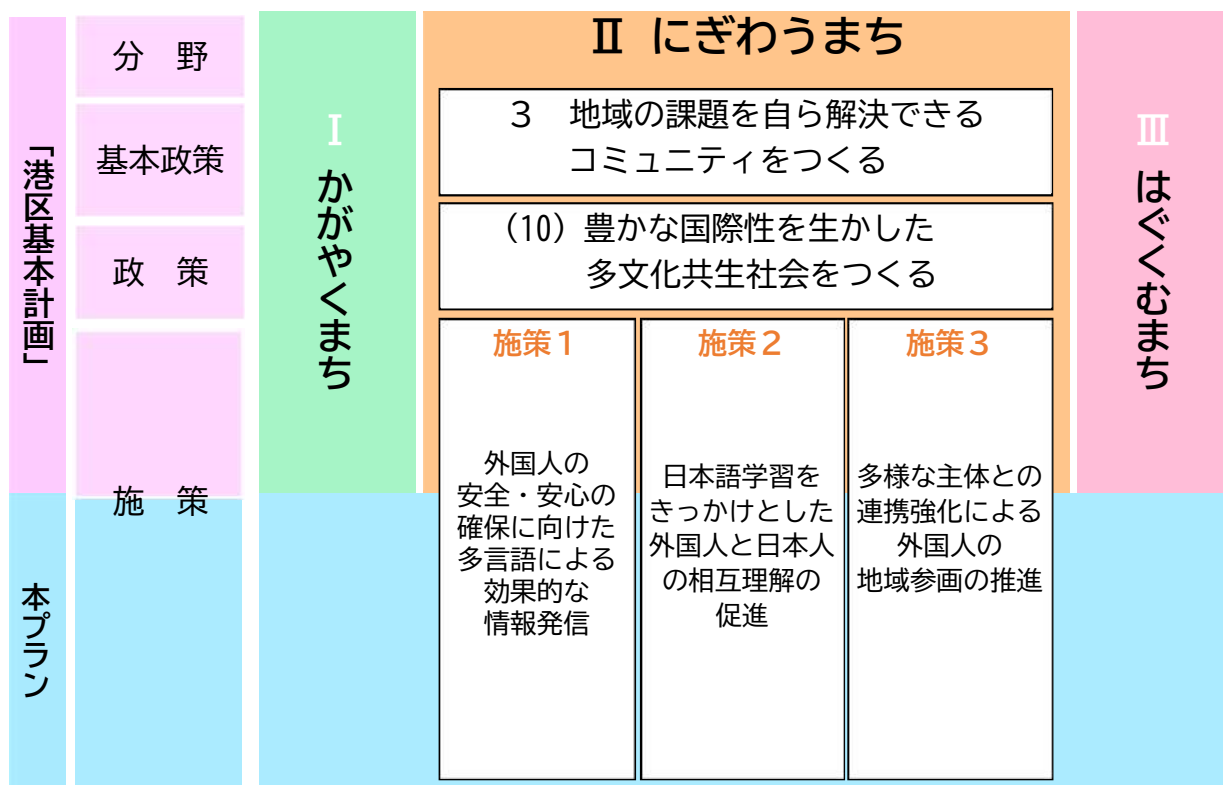 「港区基本計画」
本プラン
分　野
基本政策
政　策
施　策
Ⅰ かがやくまち
Ⅱ にぎわうまち
３　地域の課題を自ら解決できる
コミュニティをつくる
(10) 豊かな国際性を生かした
多文化共生社会をつくる
施策１
外国人の
安全・安心の
確保に向けた
多言語による
効果的な
情報発信
施策２
日本語学習を
きっかけとした
外国人と日本人
の相互理解の
促進
施策３
多様な主体との
連携強化による
外国人の
地域参画の推進
Ⅲ はぐくむまち